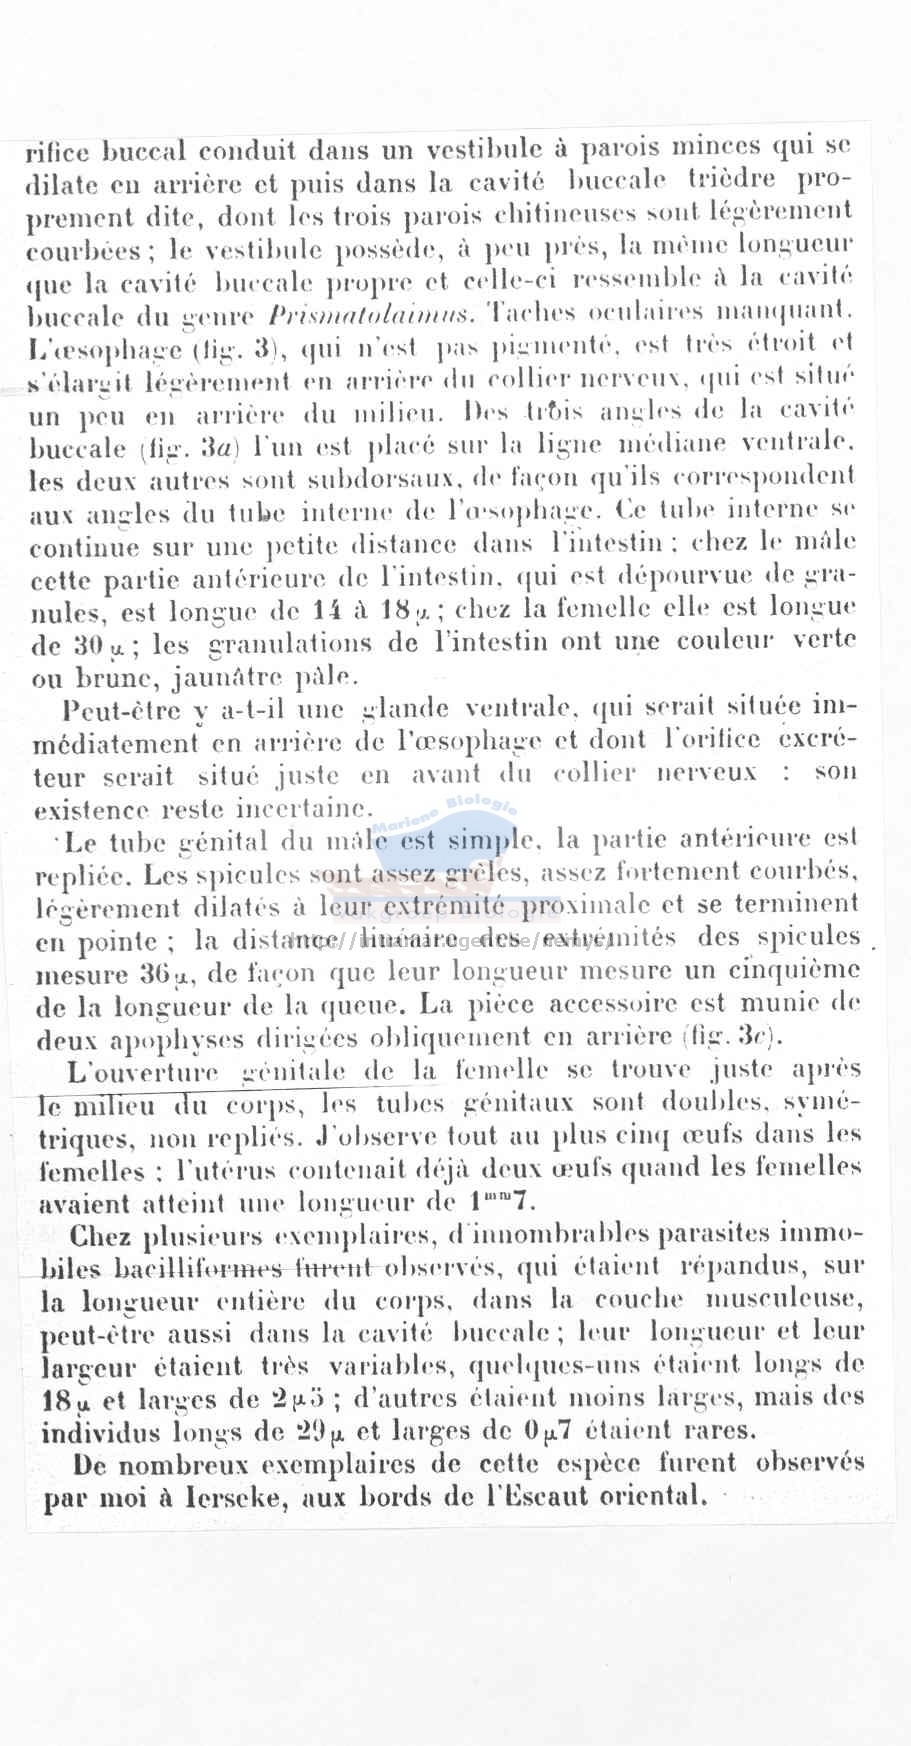 rifice buccal conduit dans un vestibule à parois minces qui se
dilate en arrière et puis dans la cavité buccale trièdre pro-
prement dite, dont les trois parois chitineuses sont légèrement
courbées ; le vestibule possède, à peu près, la même longueur
que la cavité buccale propre et celle-ci ressemble à la cavité
buccale du genre Prismatolaimus. Taches oculaires manquant.
L'œsophage (fig. 3), qui n'est pas pigmenté, est très étroit et
s'élargit légèrement en arrière du collier nerveux, qui est situé
un peu en arrière du milieu. Des trois angles de la cavité
buccale (fig. 3a) l'un est placé sur la ligne médiane ventrale,
les deux autres sont subdorsaux, de façon qu'ils correspondent
aux angles du tube interne de l'œsophage. Ce tube interne se
continue sur une petite distance dans l'intestin ; chez le mâle
cette partie antérieure de l'intestin, qui est dépourvue de gra-
nules, est longue de 14 à 18 µ ; chez la femelle elle est longue
de 30 µ ; les granulations de l'intestin ont une couleur verte
ou brune, jaunâtre pâle.
Peut-être y a-t-il une glande ventrale, qui serait située im-
médiatement en arrière de l'œsophage et dont l'orifice excré-
teur serait situé juste en avant du collier nerveux : son
existence reste incertaine.
Le tube génital du mâle est simple, la partie antérieure est
repliée. Les spicules sont assez grêles, assez fortement courbés,
légèrement dilatés à leur extrémité proximale et se terminent
en pointe ; la distance linéaire des extrémités des spicules
mesure 36 µ, de façon que leur longueur mesure un cinquième
de la longueur de la queue. La pièce accessoire est munie de
deux apophyses dirigées obliquement en arrière (fig. 3c).
L'ouverture génitale de la femelle se trouve juste après
le milieu du corps, les tubes génitaux sont doubles, symé-
triques, non repliés. J'observe tout au plus cinq œufs dans les
femelles : l'utérus contenait déjà deux œufs quand les femelles
avaient atteint une longueur de 1mm7.
Chez plusieurs exemplaires, d'innombrables parasites immo-
biles bacilliformes furent observés, qui étaient répandus, sur
la longueur entière du corps, dans la couche musculeuse,
peut-être aussi dans la cavité buccale ; leur longueur et leur
largeur étaient très variables, quelques-uns étaient longs de
18 µ et larges de 2 µ 5 ; d'autres étaient moins larges, mais des
individus longs de 29 µ et larges de 0 µ 7 étaient rares.
De nombreux exemplaires de cette espèce furent observés
par moi à Ierseke, aux bords de l'Escaut oriental.
Mariene Biologie